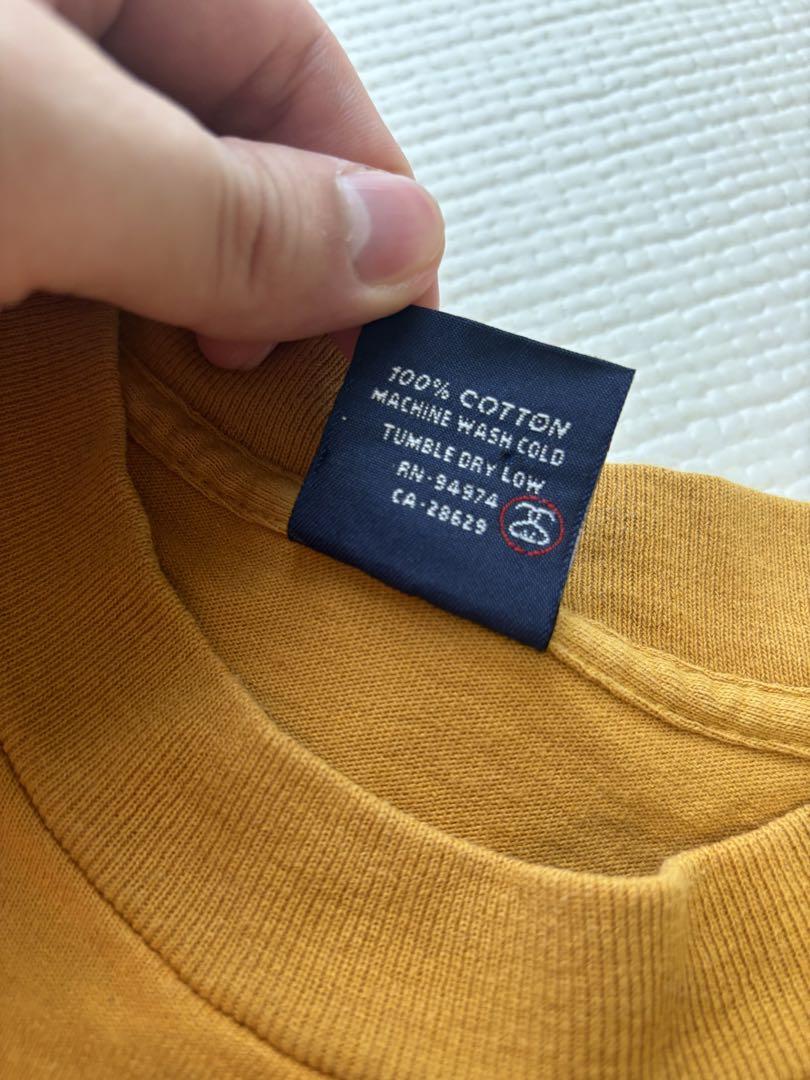 100% COTTON
MACHINE WASH COLD
TUMBLE DRY LOW
RN-94974
CA-28629